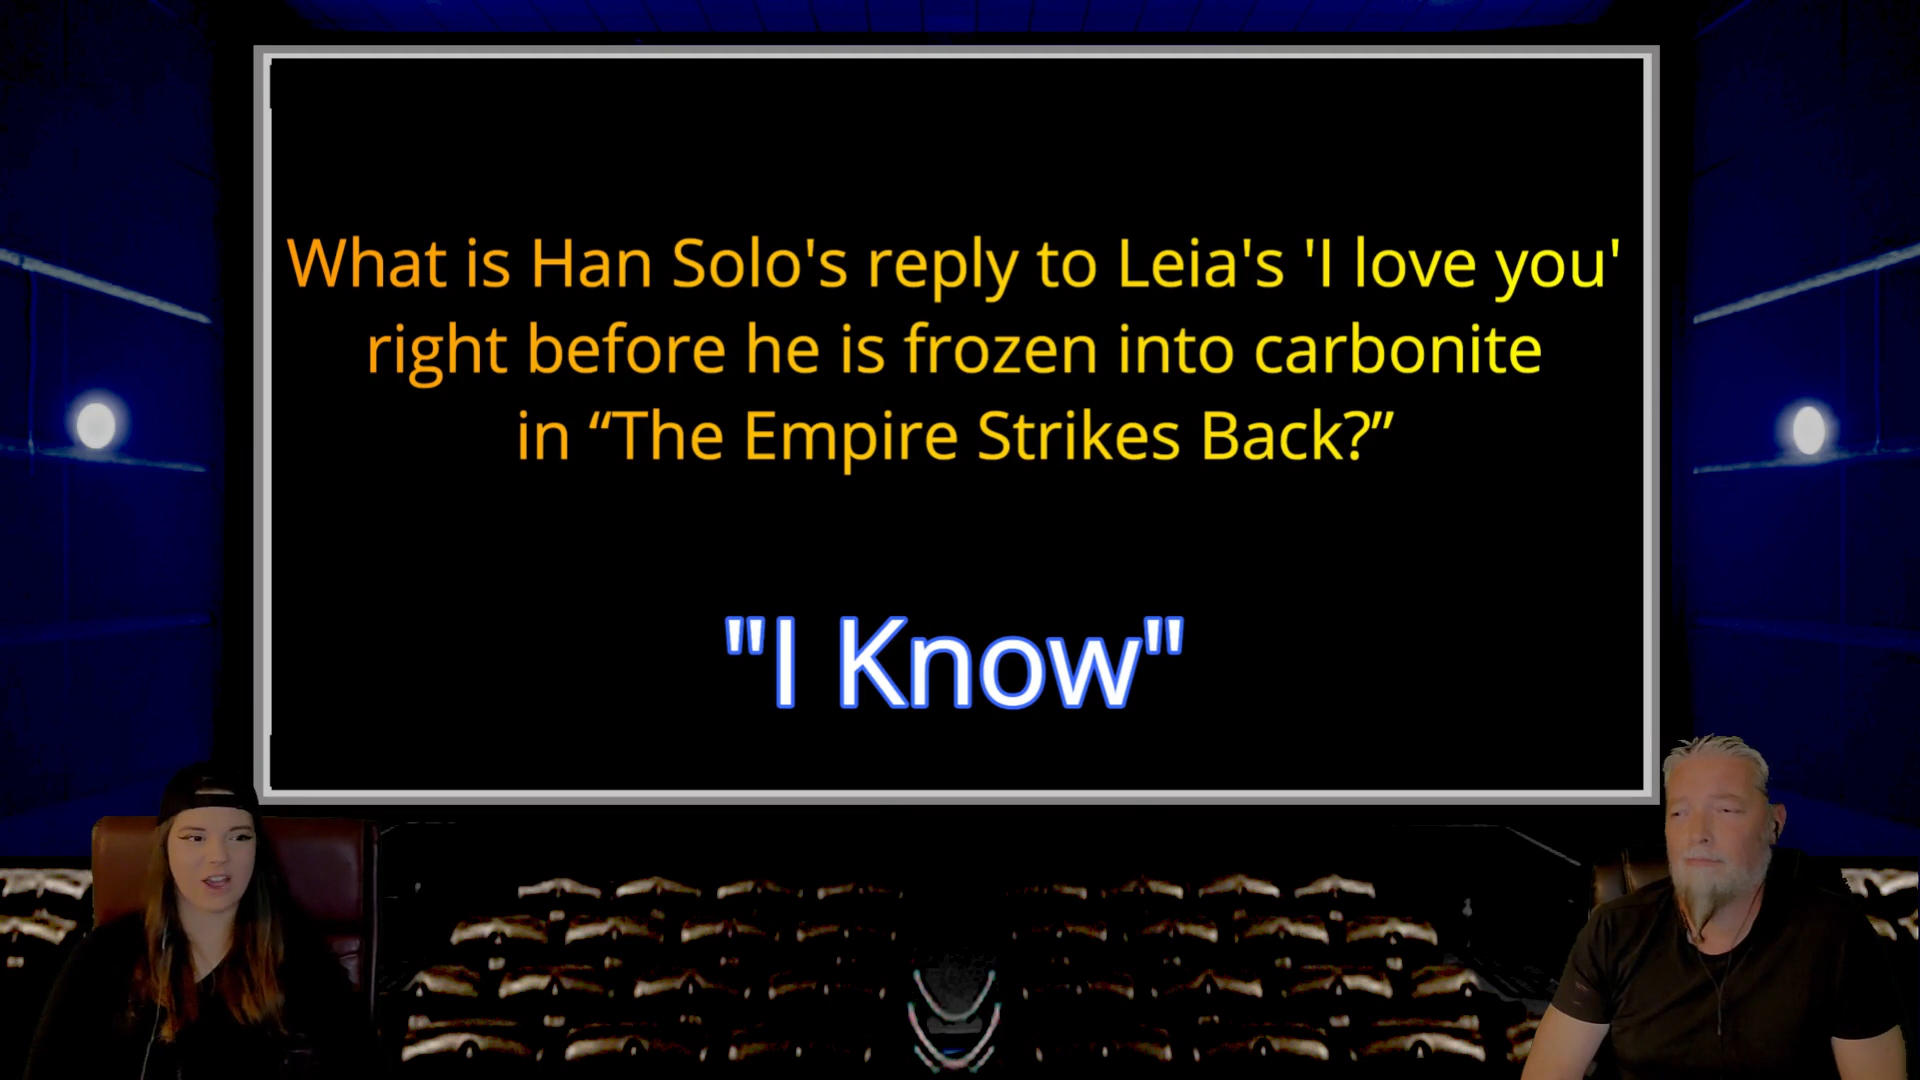 What is Han Solo's reply to Leia's 'I love you'
right before he is frozen into carbonite
in “The Empire Strikes Back?”
"I Know"